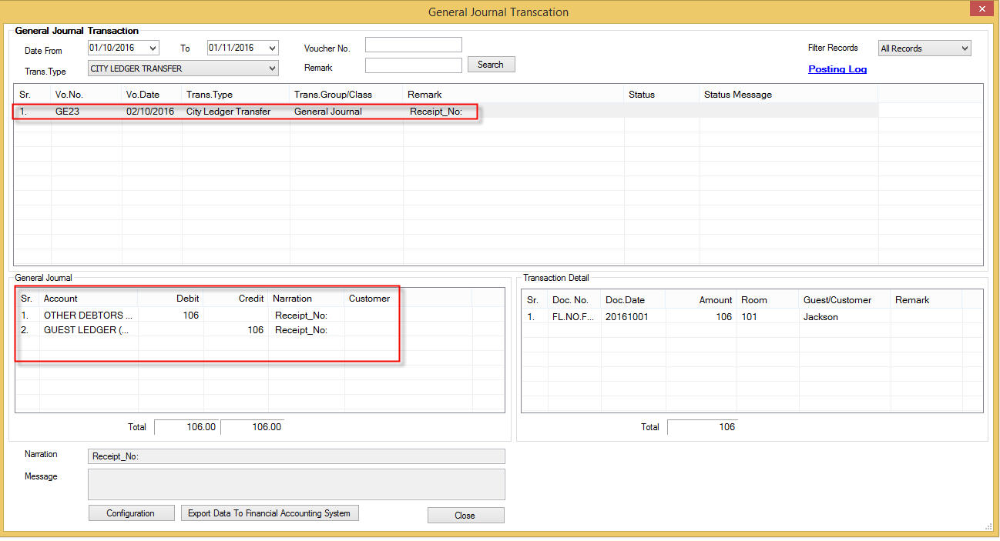 General Journal Transcation
General Journal Transaction
Date From 01/10/2016 To 01/11/2016 Voucher No. Filter Records All Records
Trans.Type CITY LEDGER TRANSFER Remark Search Posting Log
Sr. Vo.No. Vo.Date Trans.Type Trans.Group/Class Remark Status Status Message
1. GE23 02/10/2016 City Ledger Transfer General Journal Receipt_No:
General Journal
Sr. Account Debit Credit Narration Customer
1. OTHER DEBTORS ... 106 Receipt_No:
2. GUEST LEDGER (... 106 Receipt_No:
Total 106.00 106.00
Transaction Detail
Sr. Doc. No. Doc.Date Amount Room Guest/Customer Remark
1. FL.NO.F... 20161001 106 101 Jackson
Total 106
Narration Receipt_No:
Message
Configuration Export Data To Financial Accounting System Close